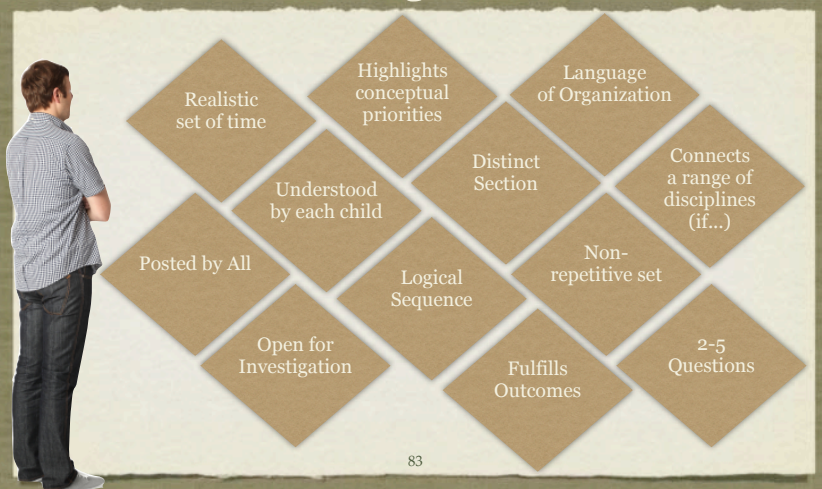 Realistic
set of time
Highlights
conceptual
priorities
Language
of Organization
Understood
by each child
Distinct
Section
Connects
a range of
disciplines
(if...)
Posted by All
Logical
Sequence
Non-
repetitive set
Open for
Investigation
Fulfills
Outcomes
2-5
Questions
83